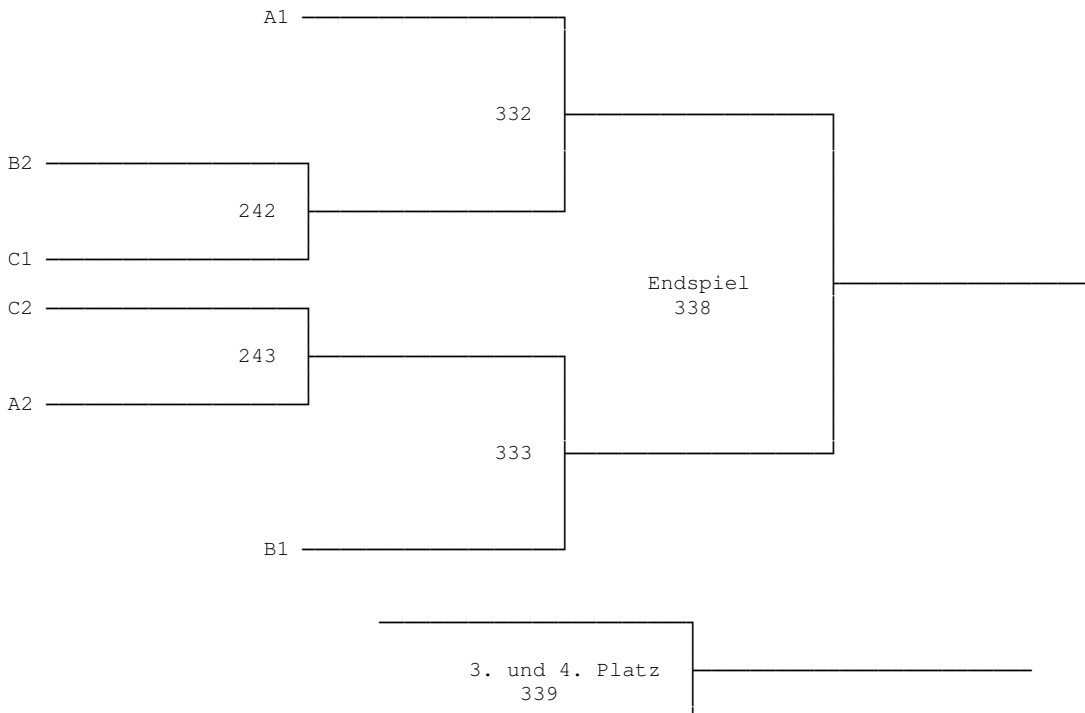 A1
332
B2
242
C1
Endspiel
C2
338
243
A2
333
B1
3. und 4. Platz
339